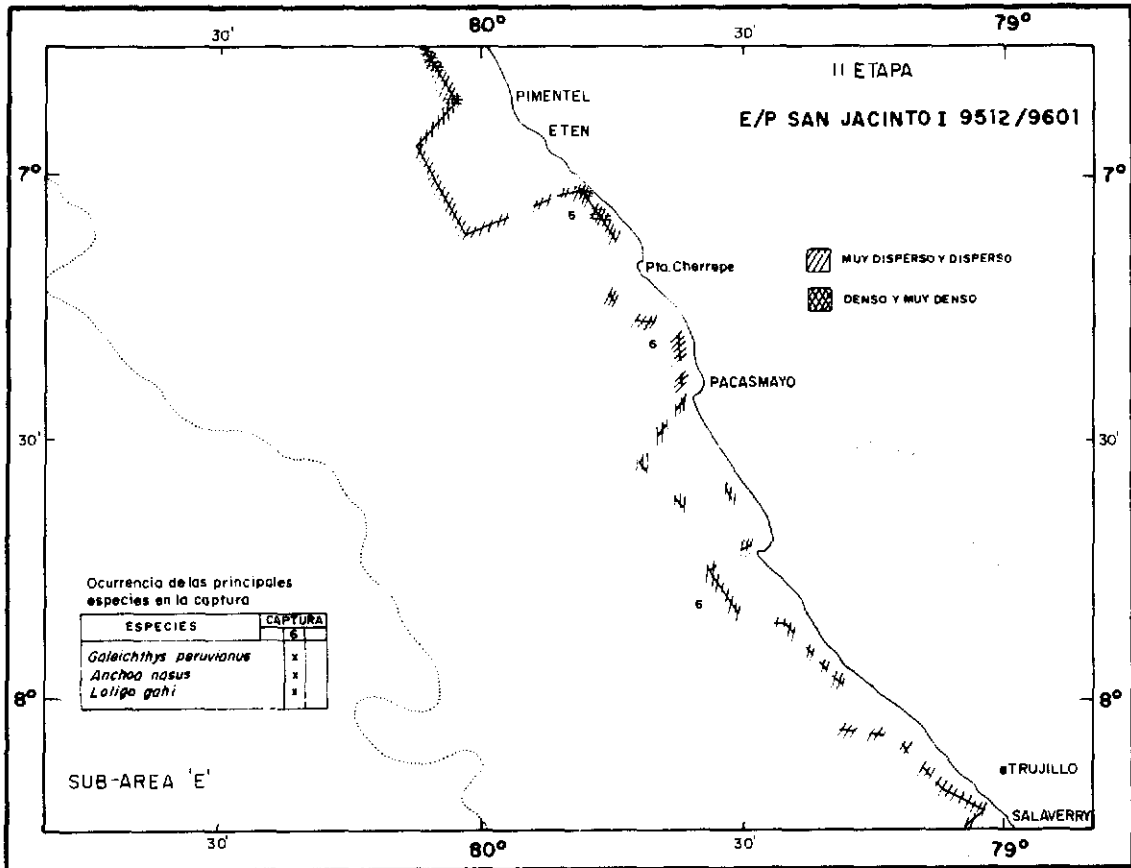 80°
79°
30'
30'
II ETAPA
E/P SAN JACINTO I 9512/9601
PIMENTEL
ETEN
7°
7°
6
Pta. Cherrepe
MUY DISPERSO Y DISPERSO
DENSO Y MUY DENSO
6
PACASMAYO
30'
30'
6
Ocurrencia de las principales
especies en la captura
ESPECIES
CAPTURA
6
Galeichthys peruvianus x
Anchoa nasus x
Loligo gahi x
8°
8°
SUB-AREA 'E'
TRUJILLO
SALAVERRY
30'
80°
30'
79°